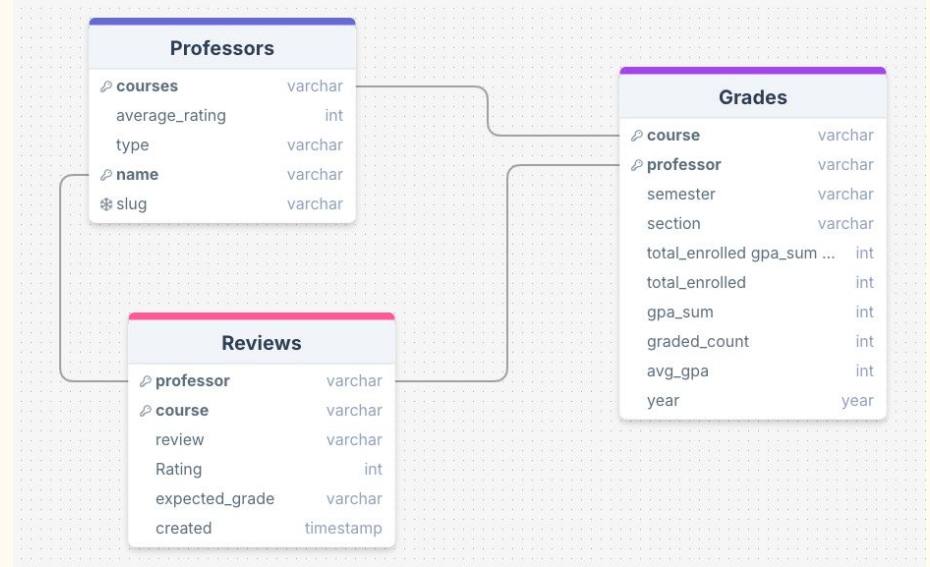 Professors
courses varchar
average_rating int
type varchar
name varchar
slug varchar
Grades
course varchar
professor varchar
semester varchar
section varchar
total_enrolled gpa_sum ... int
total_enrolled int
gpa_sum int
graded_count int
avg_gpa int
year year
Reviews
professor varchar
course varchar
review varchar
Rating int
expected_grade varchar
created timestamp